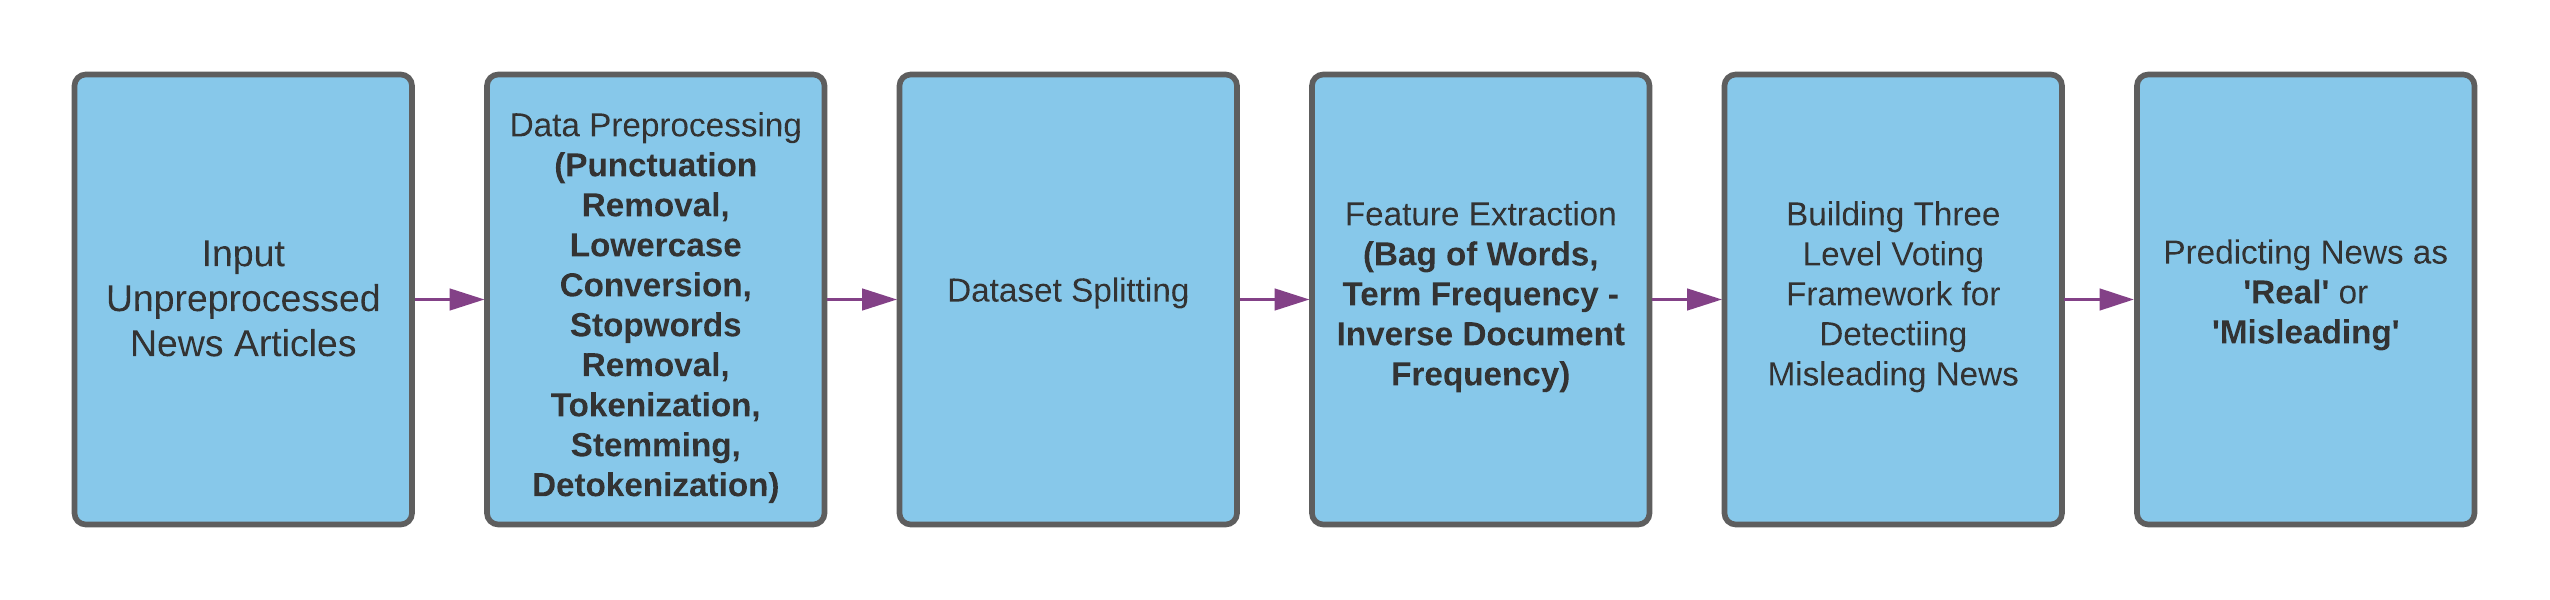 Input
Unpreprocessed
News Articles
Data Preprocessing
(Punctuation
Removal,
Lowercase
Conversion,
Stopwords
Removal,
Tokenization,
Stemming,
Detokenization)
Dataset Splitting
Feature Extraction
(Bag of Words,
Term Frequency -
Inverse Document
Frequency)
Building Three
Level Voting
Framework for
Detectiing
Misleading News
Predicting News as
'Real' or
'Misleading'